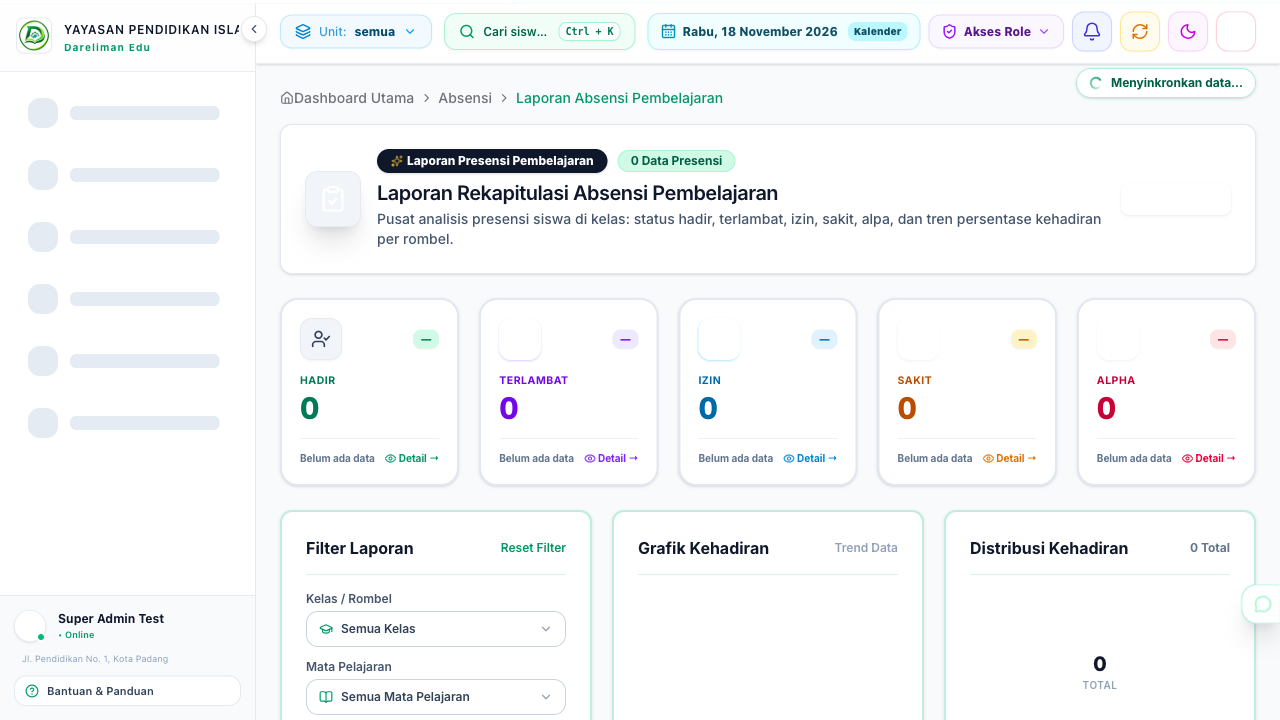 YAYASAN PENDIDIKAN ISLA
Dareliman Edu
Unit: semua
Cari sisw...
Ctrl + K
Rabu, 18 November 2026
Kalender
Akses Role
Menyinkronkan data...
Dashboard Utama
Absensi
Laporan Absensi Pembelajaran
Laporan Presensi Pembelajaran
0 Data Presensi
Laporan Rekapitulasi Absensi Pembelajaran
Pusat analisis presensi siswa di kelas: status hadir, terlambat, izin, sakit, alpa, dan tren persentase kehadiran
per rombel.
—
HADIR
0
Belum ada data
Detail →
—
TERLAMBAT
0
Belum ada data
Detail →
—
IZIN
0
Belum ada data
Detail →
—
SAKIT
0
Belum ada data
Detail →
—
ALPHA
0
Belum ada data
Detail →
Filter Laporan
Reset Filter
Kelas / Rombel
Semua Kelas
Mata Pelajaran
Semua Mata Pelajaran
Grafik Kehadiran
Trend Data
Distribusi Kehadiran
0 Total
0
TOTAL
Super Admin Test
• Online
Jl. Pendidikan No. 1, Kota Padang
Bantuan & Panduan